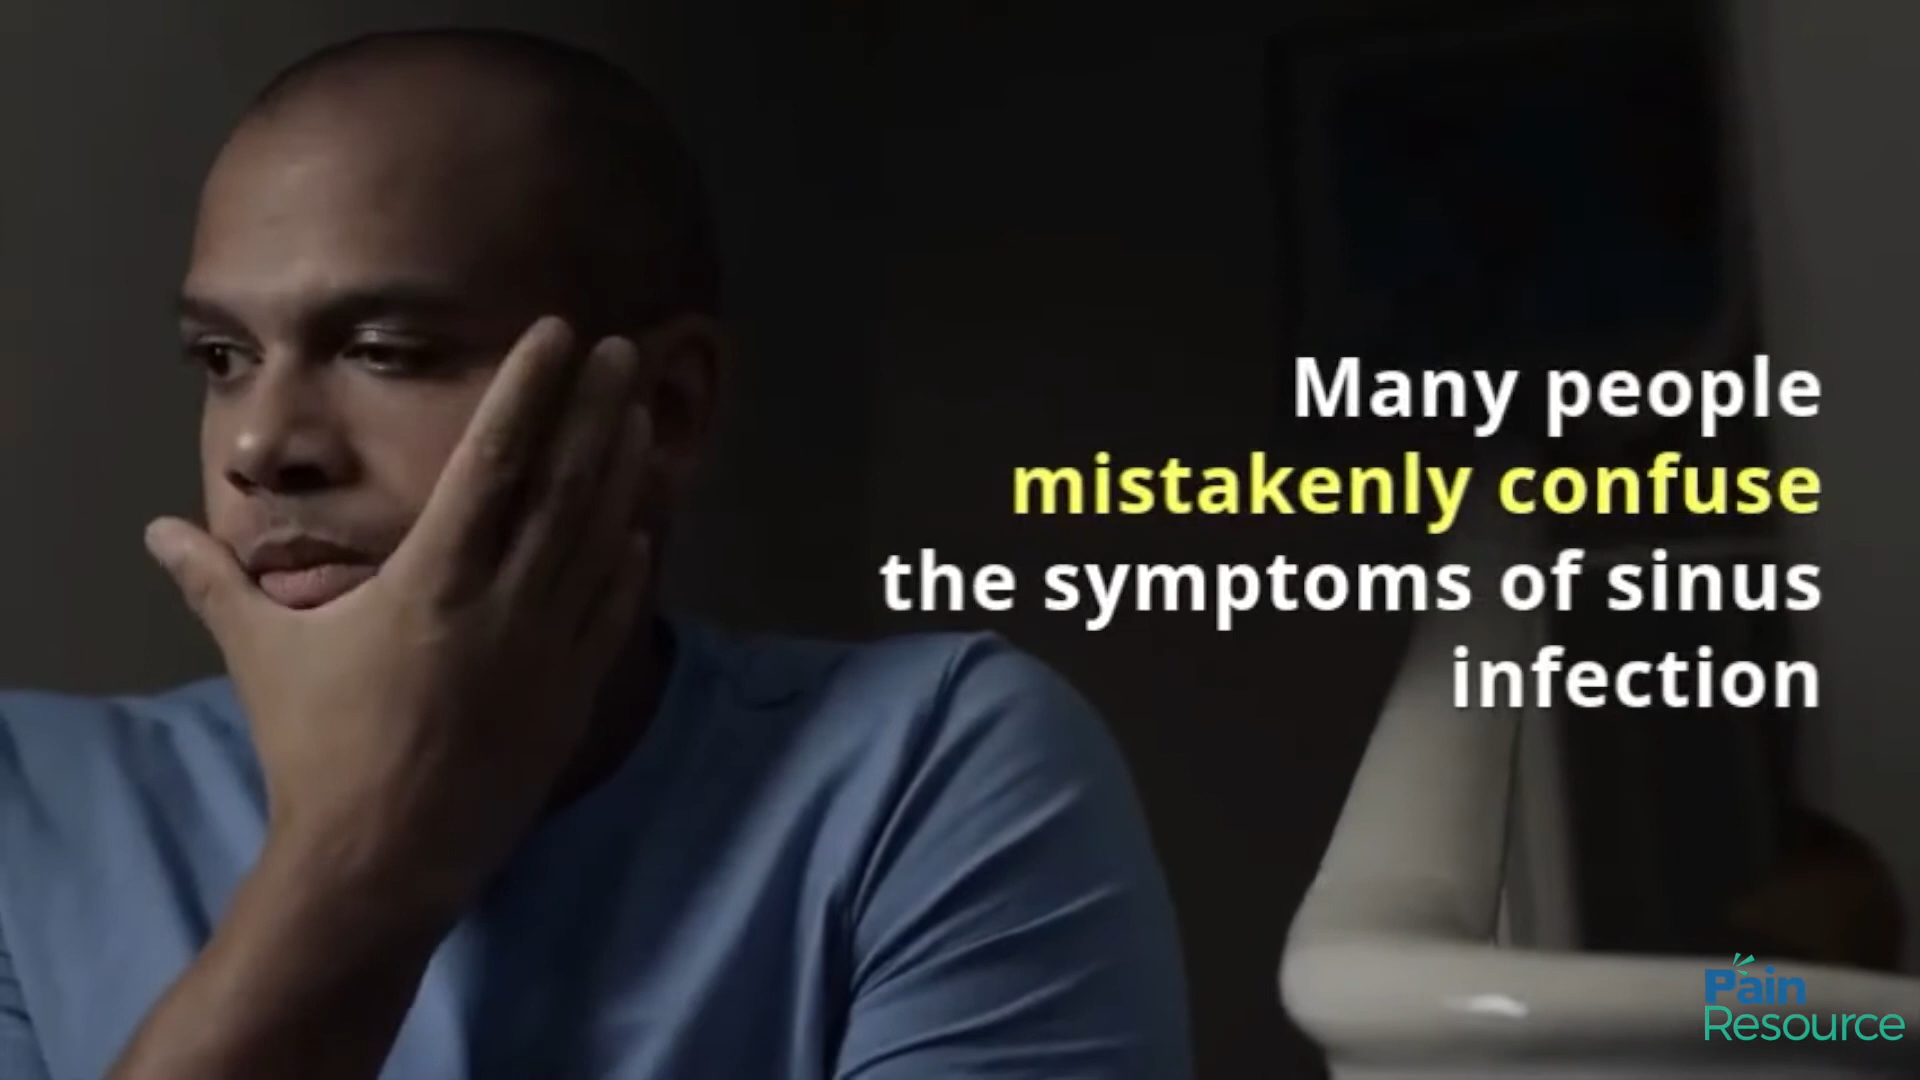 Many people
mistakenly confuse
the symptoms of sinus
infection
Pain
Resource